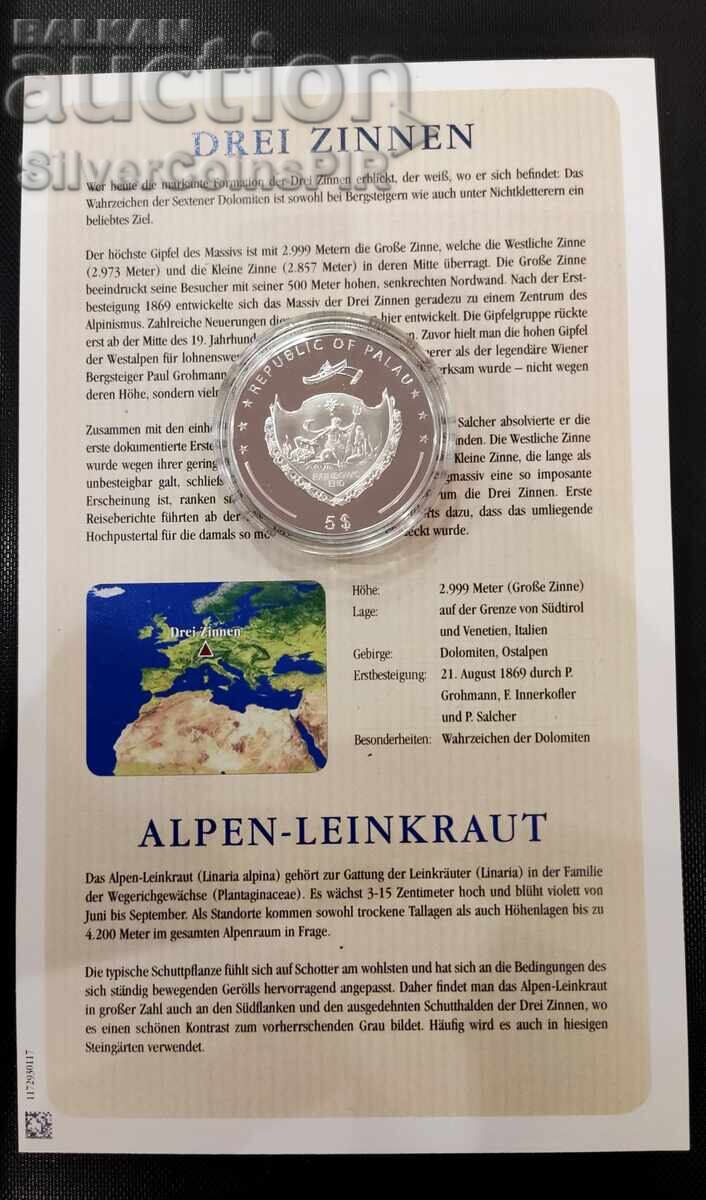 BALKAN
auction
DREI ZINNEN
SilverCoinsPIR
Wer heute die markante Formation der Drei Zinnen erblickt, der weiß, wo er sich befindet: Das
Wahrzeichen der Sextener Dolomiten ist sowohl bei Bergsteigern wie auch unter Nichtkletterern ein
beliebtes Ziel.
Der höchste Gipfel des Massivs ist mit 2.999 Metern die Große Zinne, welche die Westliche Zinne
(2.973 Meter) und die Kleine Zinne (2.857 Meter) in deren Mitte überragt. Die Große Zinne
beeindruckt seine Besucher mit seiner 500 Meter hohen, senkrechten Nordwand. Nach der Erst-
besteigung 1869 entwickelte sich das Massiv der Drei Zinnen geradezu zu einem Zentrum des
Alpinismus. Zahlreiche Neuerungen hier entwickelt. Die Gipfelgruppe rückte
erst ab der Mitte des 19. Jahrhund Zuvor hielt man die hohen Gipfel
der Westalpen für lohnensw als der legendäre Wiener
Bergsteiger Paul Grohmann wurde – nicht wegen
deren Höhe, sondern viel
REPUBLIC OF PALAU
RAINBOW'S
END
5$
Zusammen mit den einh Salcher absolvierte er die
erste dokumentierte Erste Die Westliche Zinne
wurde wegen ihrer gering Kleine Zinne, die lange als
unbesteigbar galt, schließ eine so imposante
Erscheinung ist, ranken um die Drei Zinnen. Erste
Reiseberichte führten ab der dazu, dass das umliegende
Hochpustertal für die damals so wurde.
Drei Zinnen
Höhe: 2.999 Meter (Große Zinne)
Lage: auf der Grenze von Südtirol
und Venetien, Italien
Gebirge: Dolomiten, Ostalpen
Erstbesteigung: 21. August 1869 durch P.
Grohmann, F. Innerkofler
und P. Salcher
Besonderheiten: Wahrzeichen der Dolomiten
ALPEN-LEINKRAUT
Das Alpen-Leinkraut (Linaria alpina) gehört zur Gattung der Leinkräuter (Linaria) in der Familie
der Wegerichgewächse (Plantaginaceae). Es wächst 3-15 Zentimeter hoch und blüht violett von
Juni bis September. Als Standorte kommen sowohl trockene Tallagen als auch Höhenlagen bis zu
4.200 Meter im gesamten Alpenraum in Frage.
Die typische Schuttpflanze fühlt sich auf Schotter am wohlsten und hat sich an die Bedingungen des
sich ständig bewegenden Gerölls hervorragend angepasst. Daher findet man das Alpen-Leinkraut
in großer Zahl auch an den Südflanken und den ausgedehnten Schutthalden der Drei Zinnen, wo
es einen schönen Kontrast zum vorherrschenden Grau bildet. Häufig wird es auch in hiesigen
Steingärten verwendet.
1172930117